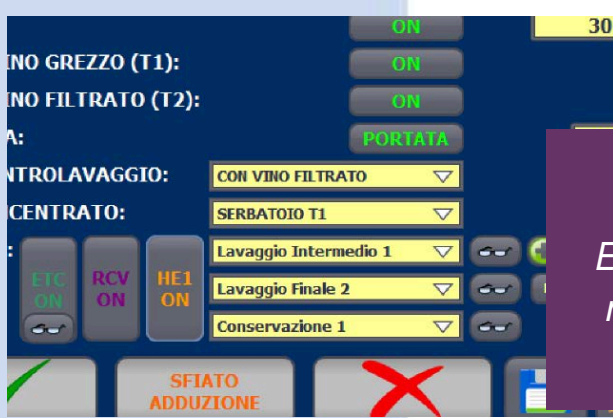 ON
30
INO GREZZO (T1):
ON
INO FILTRATO (T2):
ON
A:
PORTATA
NTROLAVAGGIO:
CON VINO FILTRATO
NCENTRATO:
SERBATOIO T1
:
ETC
ON
RCV
ON
HE1
ON
Lavaggio Intermedio 1
Lavaggio Finale 2
Conservazione 1
SFIATO
ADDUZIONE
E